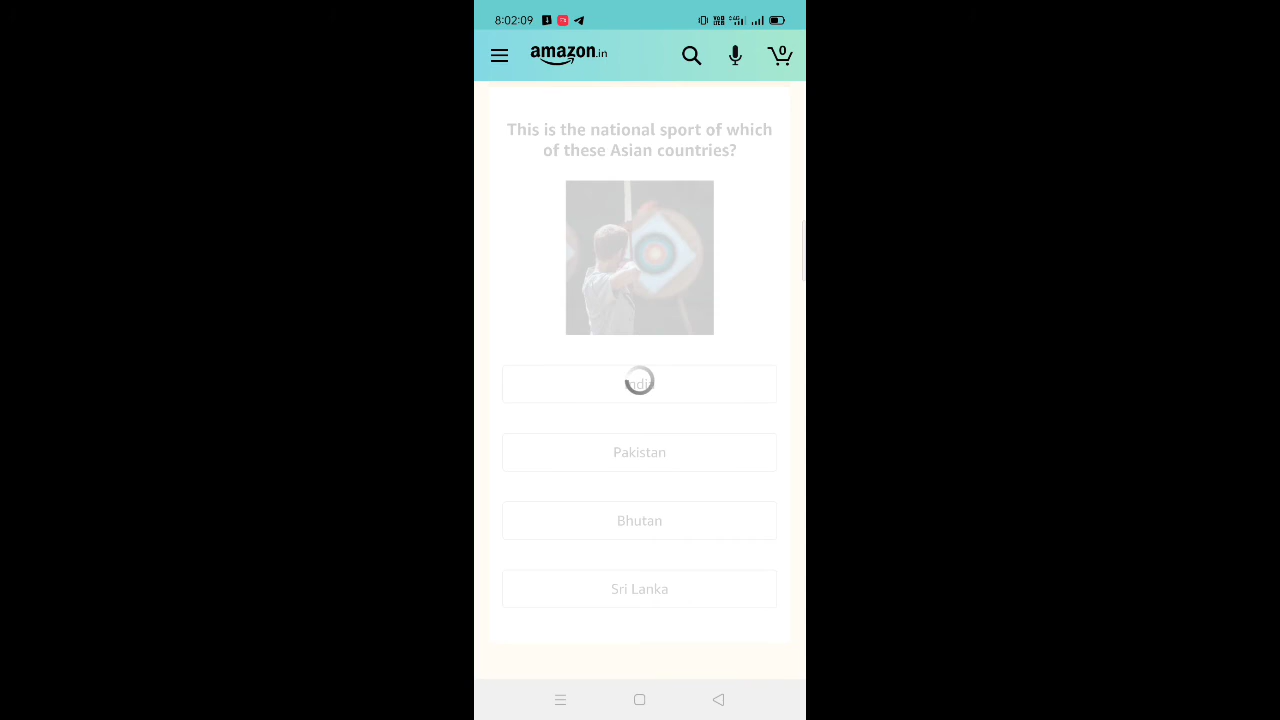 8:02:09
amazon.in
0
This is the national sport of which
of these Asian countries?
India
Pakistan
Bhutan
Sri Lanka